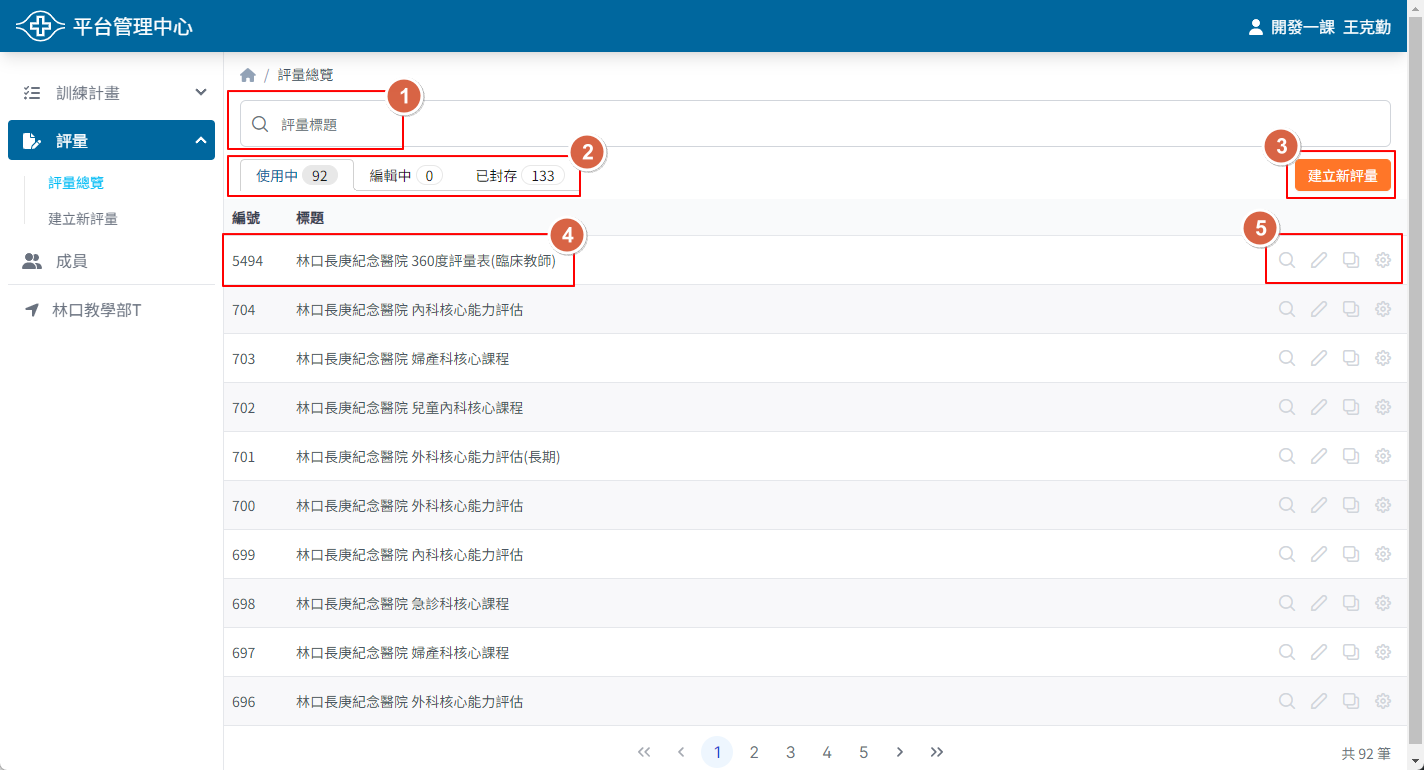 平台管理中心
開發一課 王克勤
訓練計畫
評量
評量總覽
建立新評量
成員
林口教學部T
/ 評量總覽
1
評量標題
2
使用中 92 編輯中 0 已封存 133
3
建立新評量
編號 標題
4
5
5494 林口長庚紀念醫院 360度評量表(臨床教師)
704 林口長庚紀念醫院 內科核心能力評估
703 林口長庚紀念醫院 婦產科核心課程
702 林口長庚紀念醫院 兒童內科核心課程
701 林口長庚紀念醫院 外科核心能力評估(長期)
700 林口長庚紀念醫院 外科核心能力評估
699 林口長庚紀念醫院 內科核心能力評估
698 林口長庚紀念醫院 急診科核心課程
697 林口長庚紀念醫院 婦產科核心課程
696 林口長庚紀念醫院 外科核心能力評估
1 2 3 4 5
共 92 筆